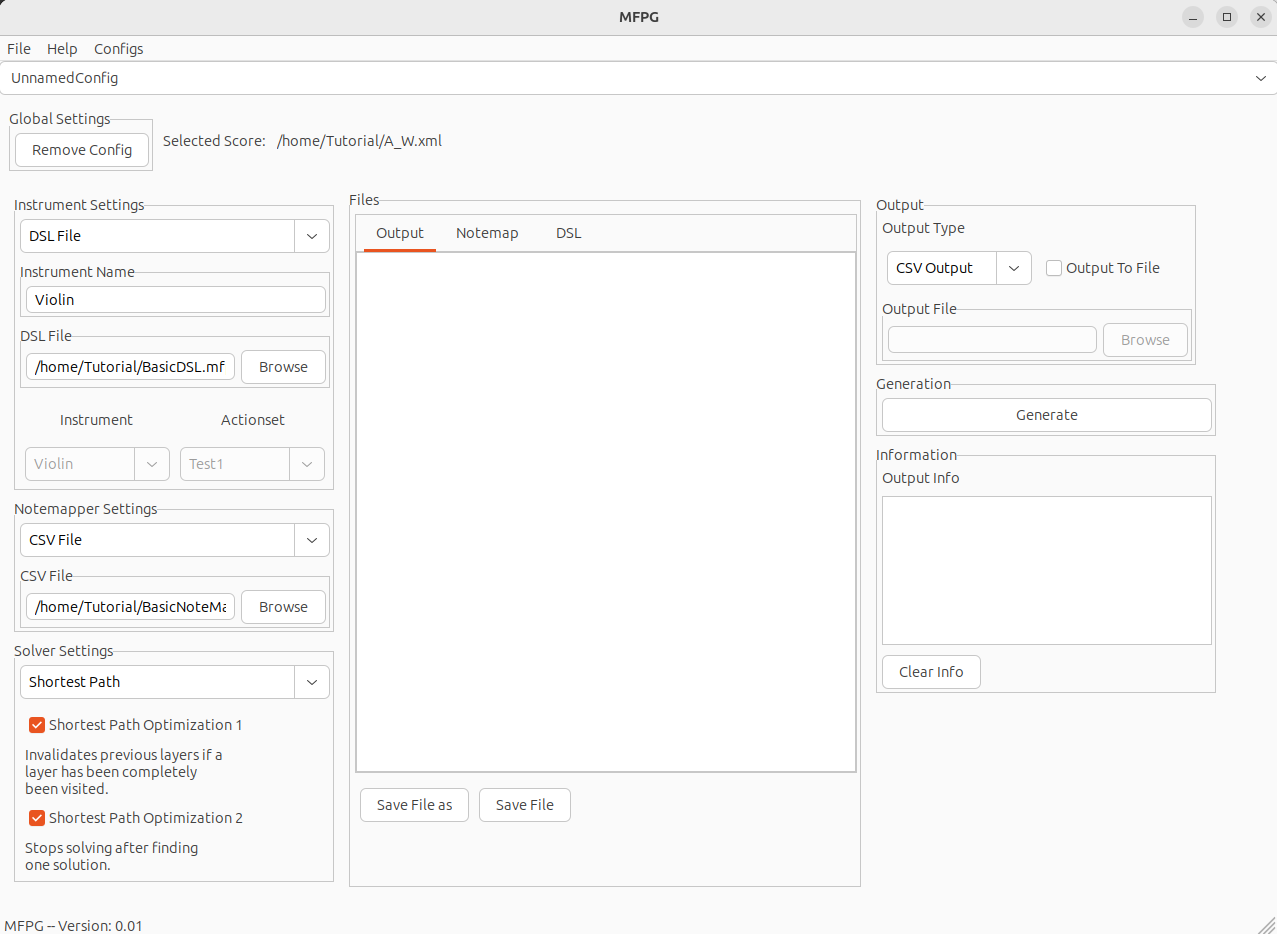 MFPG
File Help Configs
UnnamedConfig
Global Settings
Remove Config
Selected Score: /home/Tutorial/A_W.xml
Instrument Settings
DSL File
Instrument Name
Violin
DSL File
/home/Tutorial/BasicDSL.mf
Browse
Instrument Actionset
Violin Test1
Notemapper Settings
CSV File
CSV File
/home/Tutorial/BasicNoteMa
Browse
Solver Settings
Shortest Path
Shortest Path Optimization 1
Invalidates previous layers if a
layer has been completely
been visited.
Shortest Path Optimization 2
Stops solving after finding
one solution.
Files
Output Notemap DSL
Save File as Save File
Output
Output Type
CSV Output Output To File
Output File
Browse
Generation
Generate
Information
Output Info
Clear Info
MFPG -- Version: 0.01